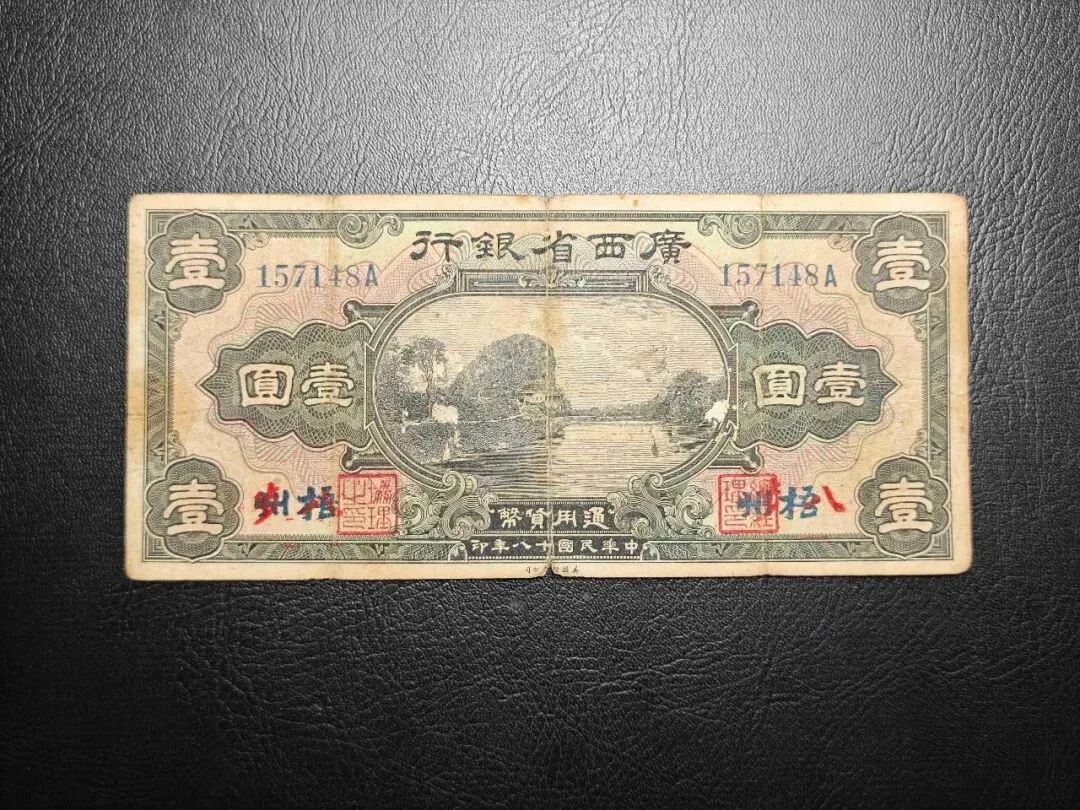 廣西省銀行
157148A 157148A
壹 壹
壹圓 壹圓
壹 壹
梧州 梧州
通用貨幣
中華民國十八年印